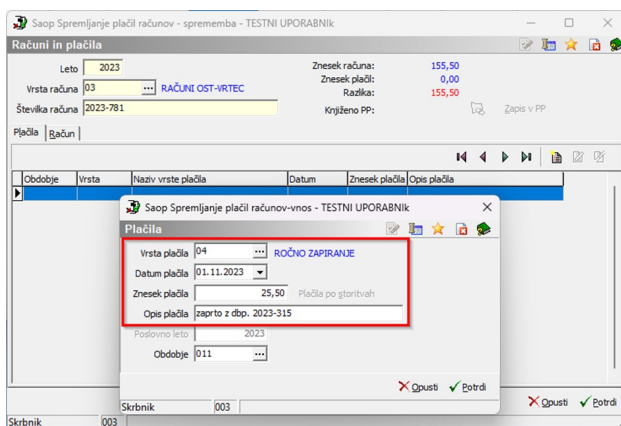 Saop Spremljanje plačil računov - sprememba - TESTNI UPORABNIk
Računi in plačila
Leto 2023
Vrsta računa 03 ... RAČUNI OST-VRTEC
Številka računa 2023-781
Znesek računa: 155,50
Znesek plačil: 0,00
Razlika: 155,50
Knjiženo PP: Zapis v PP
Plačila Račun
Obdobje Vrsta Naziv vrste plačila Datum Znesek plačila Opis plačila
Saop Spremljanje plačil računov-vnos - TESTNI UPORABNIk
Plačila
Vrsta plačila 04 ... ROČNO ZAPIRANJE
Datum plačila 01.11.2023
Znesek plačila 25,50 Plačila po storitvah
Opis plačila zaprto z dbp. 2023-315
Poslovno leto 2023
Obdobje 011 ...
Opusti Potrdi
Skrbnik 003
Opusti Potrdi
Skrbnik 003